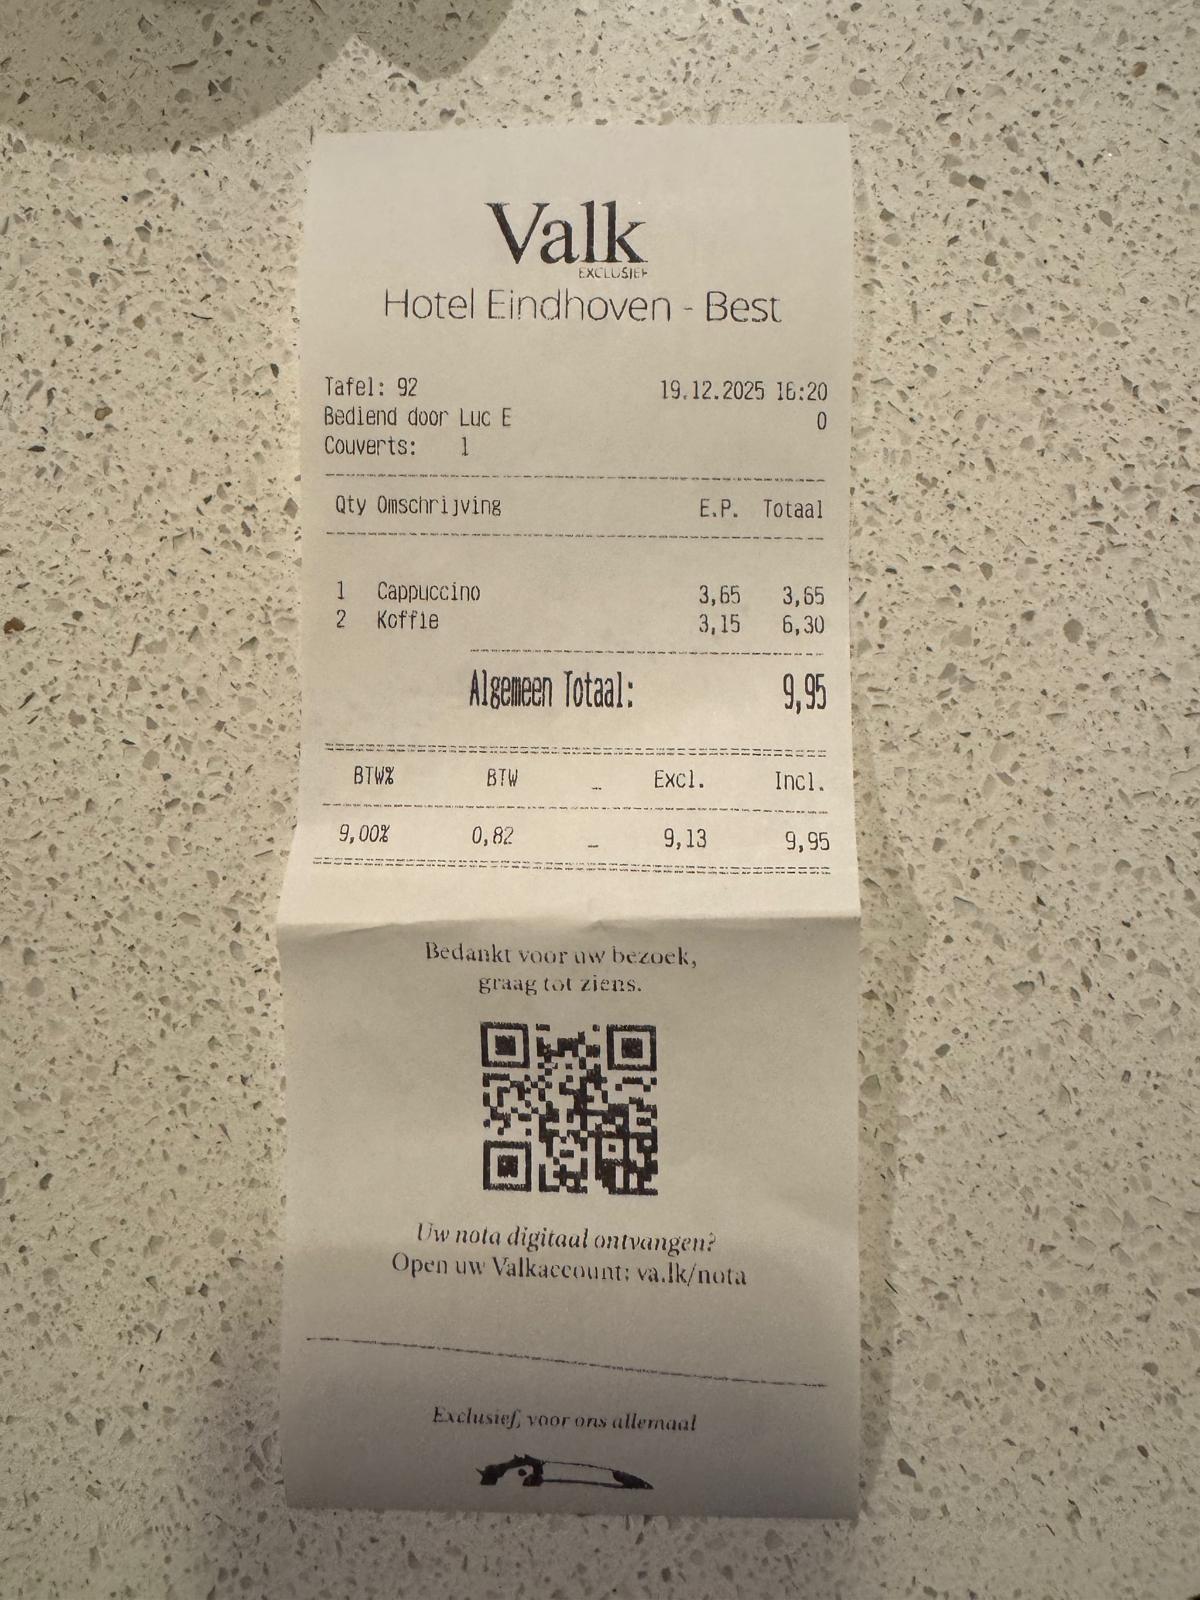 Valk
EXCLUSIEF
Hotel Eindhoven - Best
Tafel: 92 19.12.2025 16:20
Bediend door Luc E 0
Couverts: 1
Qty Omschrijving E.P. Totaal
1 Cappuccino 3,65 3,65
2 Koffie 3,15 6,30
Algemeen Totaal: 9,95
BTW% BTW _ Excl. Incl.
9,00% 0,82 _ 9,13 9,95
Bedankt voor uw bezoek,
graag tot ziens.
Uw nota digitaal ontvangen?
Open uw Valkaccount: va.lk/nota
Exclusief, voor ons allemaal